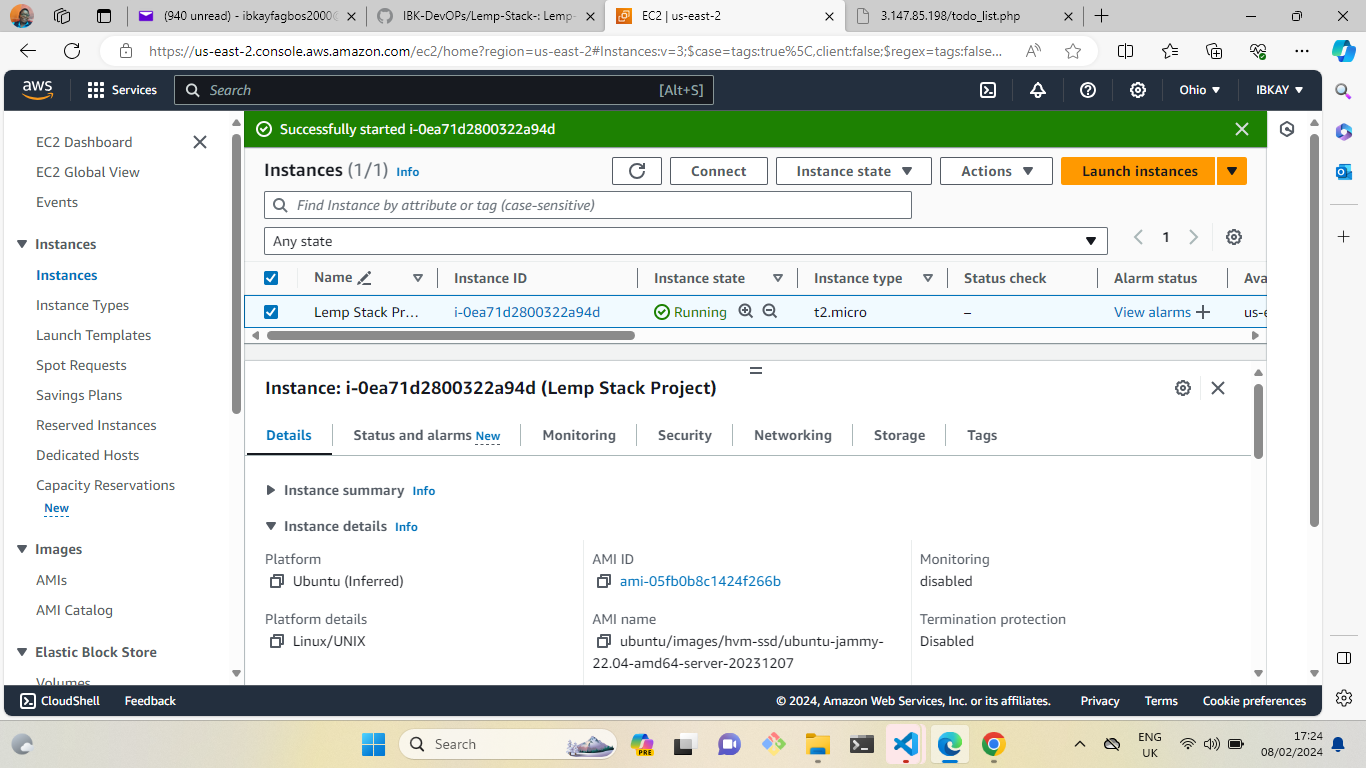 (940 unread) - ibkayfagbos2000@
IBK-DevOPs/Lemp-Stack-: Lemp-
EC2 | us-east-2
3.147.85.198/todo_list.php
https://us-east-2.console.aws.amazon.com/ec2/home?region=us-east-2#Instances:v=3;$case=tags:true%5C,client:false;$regex=tags:false...
aws
Services
Search
[Alt+S]
Ohio
IBKAY
EC2 Dashboard
EC2 Global View
Events
Instances
Instances
Instance Types
Launch Templates
Spot Requests
Savings Plans
Reserved Instances
Dedicated Hosts
Capacity Reservations
New
Images
AMIs
AMI Catalog
Elastic Block Store
Volumes
Successfully started i-0ea71d2800322a94d
Instances (1/1) Info
Connect
Instance state
Actions
Launch instances
Find Instance by attribute or tag (case-sensitive)
Any state
1
Name
Instance ID
Instance state
Instance type
Status check
Alarm status
Ava
Lemp Stack Pr...
i-0ea71d2800322a94d
Running
t2.micro
–
View alarms
us-e
Instance: i-0ea71d2800322a94d (Lemp Stack Project)
Details
Status and alarms New
Monitoring
Security
Networking
Storage
Tags
Instance summary Info
Instance details Info
Platform
Ubuntu (Inferred)
AMI ID
ami-05fb0b8c1424f266b
Monitoring
disabled
Platform details
Linux/UNIX
AMI name
ubuntu/images/hvm-ssd/ubuntu-jammy-
22.04-amd64-server-20231207
Termination protection
Disabled
CloudShell
Feedback
© 2024, Amazon Web Services, Inc. or its affiliates.
Privacy
Terms
Cookie preferences
Search
PRE
ENG
UK
17:24
08/02/2024